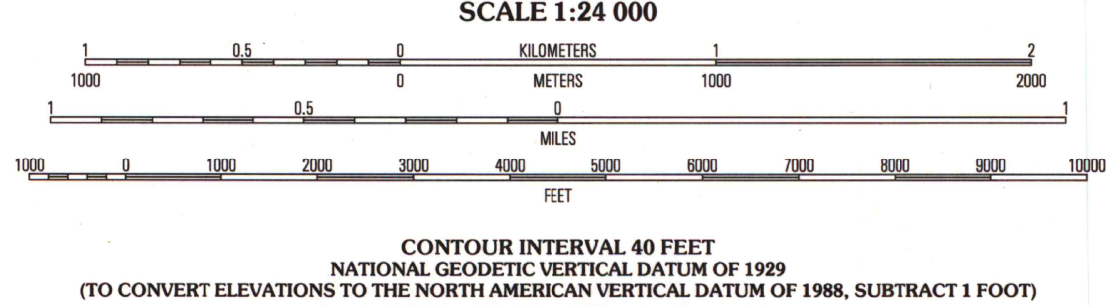 SCALE 1:24 000
1 0.5 0 KILOMETERS 1 2
1000 0 METERS 1000 2000
1 0.5 0 1
MILES
1000 0 1000 2000 3000 4000 5000 6000 7000 8000 9000 10000
FEET
CONTOUR INTERVAL 40 FEET
NATIONAL GEODETIC VERTICAL DATUM OF 1929
(TO CONVERT ELEVATIONS TO THE NORTH AMERICAN VERTICAL DATUM OF 1988, SUBTRACT 1 FOOT)